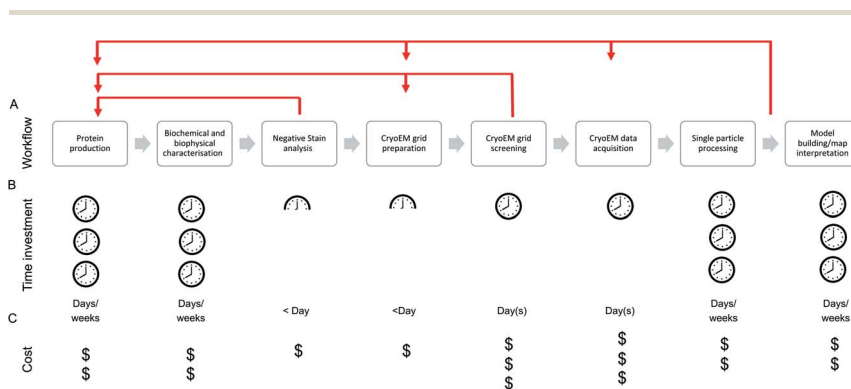 A
Workflow
Protein
production
Biochemical and
biophysical
characterisation
Negative Stain
analysis
CryoEM grid
preparation
CryoEM grid
screening
CryoEM data
acquisition
Single particle
processing
Model
building/map
interpretation
B
Time investment
Days/
weeks
Days/
weeks
< Day
<Day
Day(s)
Day(s)
Days/
weeks
Days/
weeks
C
Cost
$ $ $ $ $ $ $ $
$ $ $ $ $ $
$ $